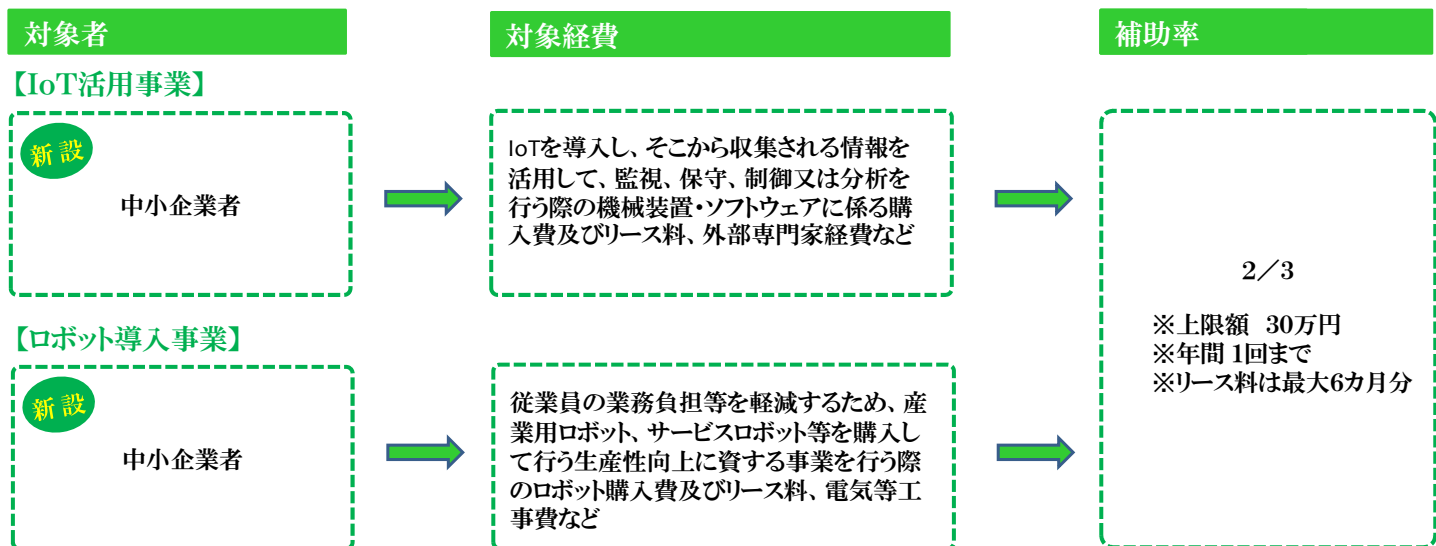 対象者
対象経費
補助率
【IoT活用事業】
新設
中小企業者
IoTを導入し、そこから収集される情報を
活用して、監視、保守、制御又は分析を
行う際の機械装置・ソフトウェアに係る購
入費及びリース料、外部専門家経費など
2／3
※上限額 30万円
※年間 1回まで
※リース料は最大6カ月分
【ロボット導入事業】
新設
中小企業者
従業員の業務負担等を軽減するため、産
業用ロボット、サービスロボット等を購入し
て行う生産性向上に資する事業を行う際
のロボット購入費及びリース料、電気等工
事費など